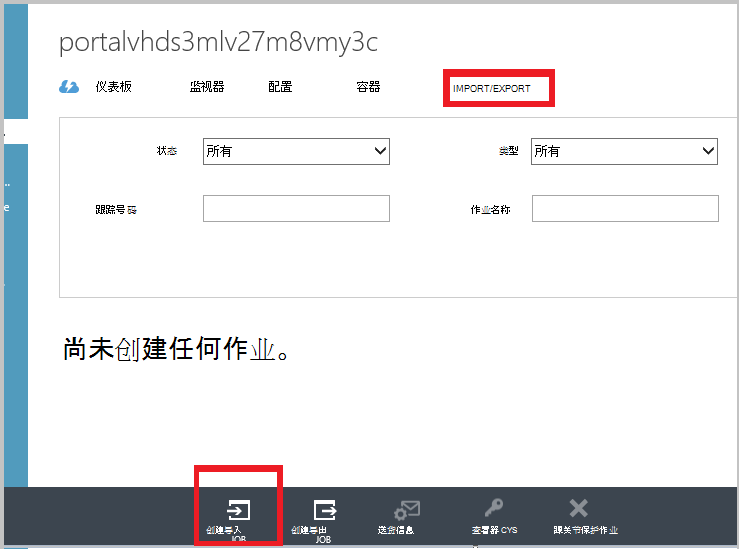 portalvhds3mlv27m8vmy3c
仪表板 监视器 配置 容器 IMPORT/EXPORT
状态 所有 类型 所有
跟踪号码 作业名称
尚未创建任何作业。
创建导入 创建导出 送货信息 查看器 CYS 踝关节保护作业
JOB JOB